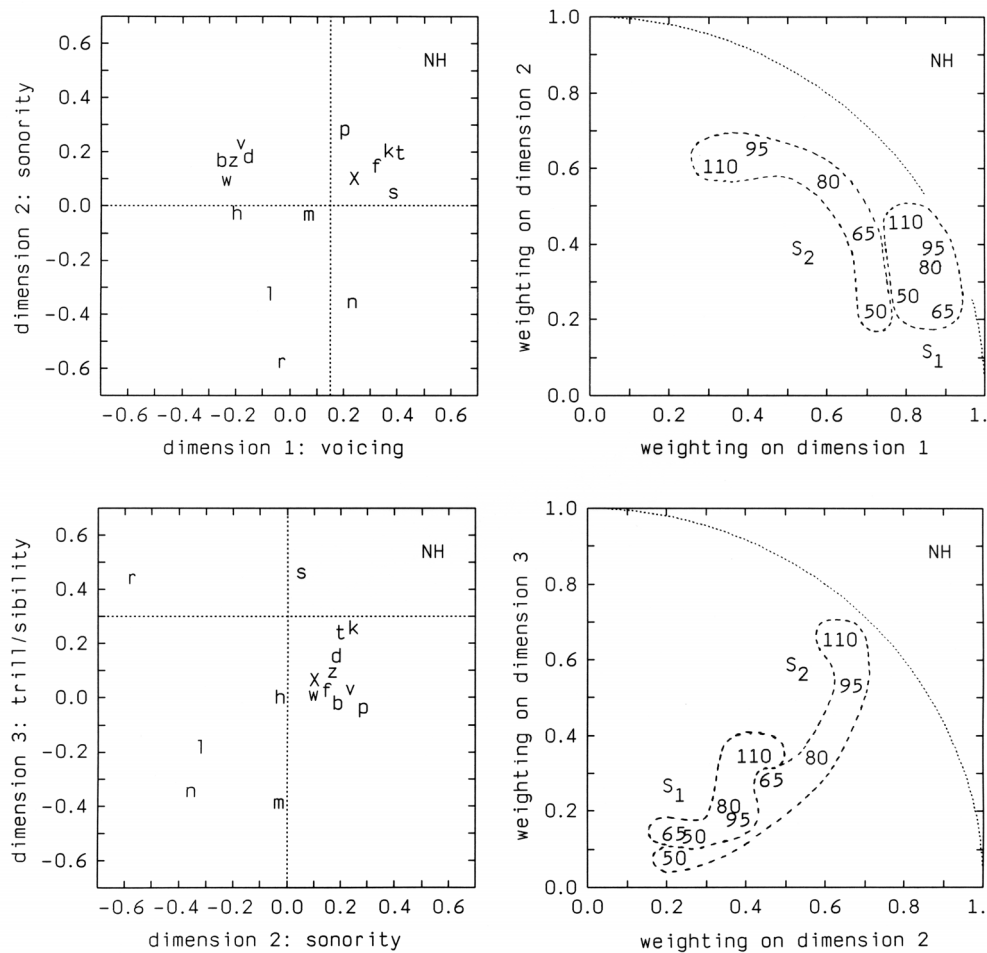 0.6
0.4
0.2
0.0
-0.2
-0.4
-0.6
dimension 2: sonority
NH
p
v
k t
b z d
f
w
X
s
h
m
l
n
r
-0.6 -0.4 -0.2 0.0 0.2 0.4 0.6
dimension 1: voicing
1.0
0.8
0.6
0.4
0.2
0.0
weighting on dimension 2
NH
95
110
80
110
65
95
S2
80
50
50
65
S1
0.0 0.2 0.4 0.6 0.8 1.
weighting on dimension 1
0.6
0.4
0.2
0.0
-0.2
-0.4
-0.6
dimension 3: trill/sibility
NH
r
s
t k
d
z
X
f v
h
w
b p
l
n
m
-0.6 -0.4 -0.2 0.0 0.2 0.4 0.6
dimension 2: sonority
1.0
0.8
0.6
0.4
0.2
0.0
weighting on dimension 3
NH
110
S2
95
110
80
65
S1
80
95
65 50
50
0.0 0.2 0.4 0.6 0.8 1.
weighting on dimension 2